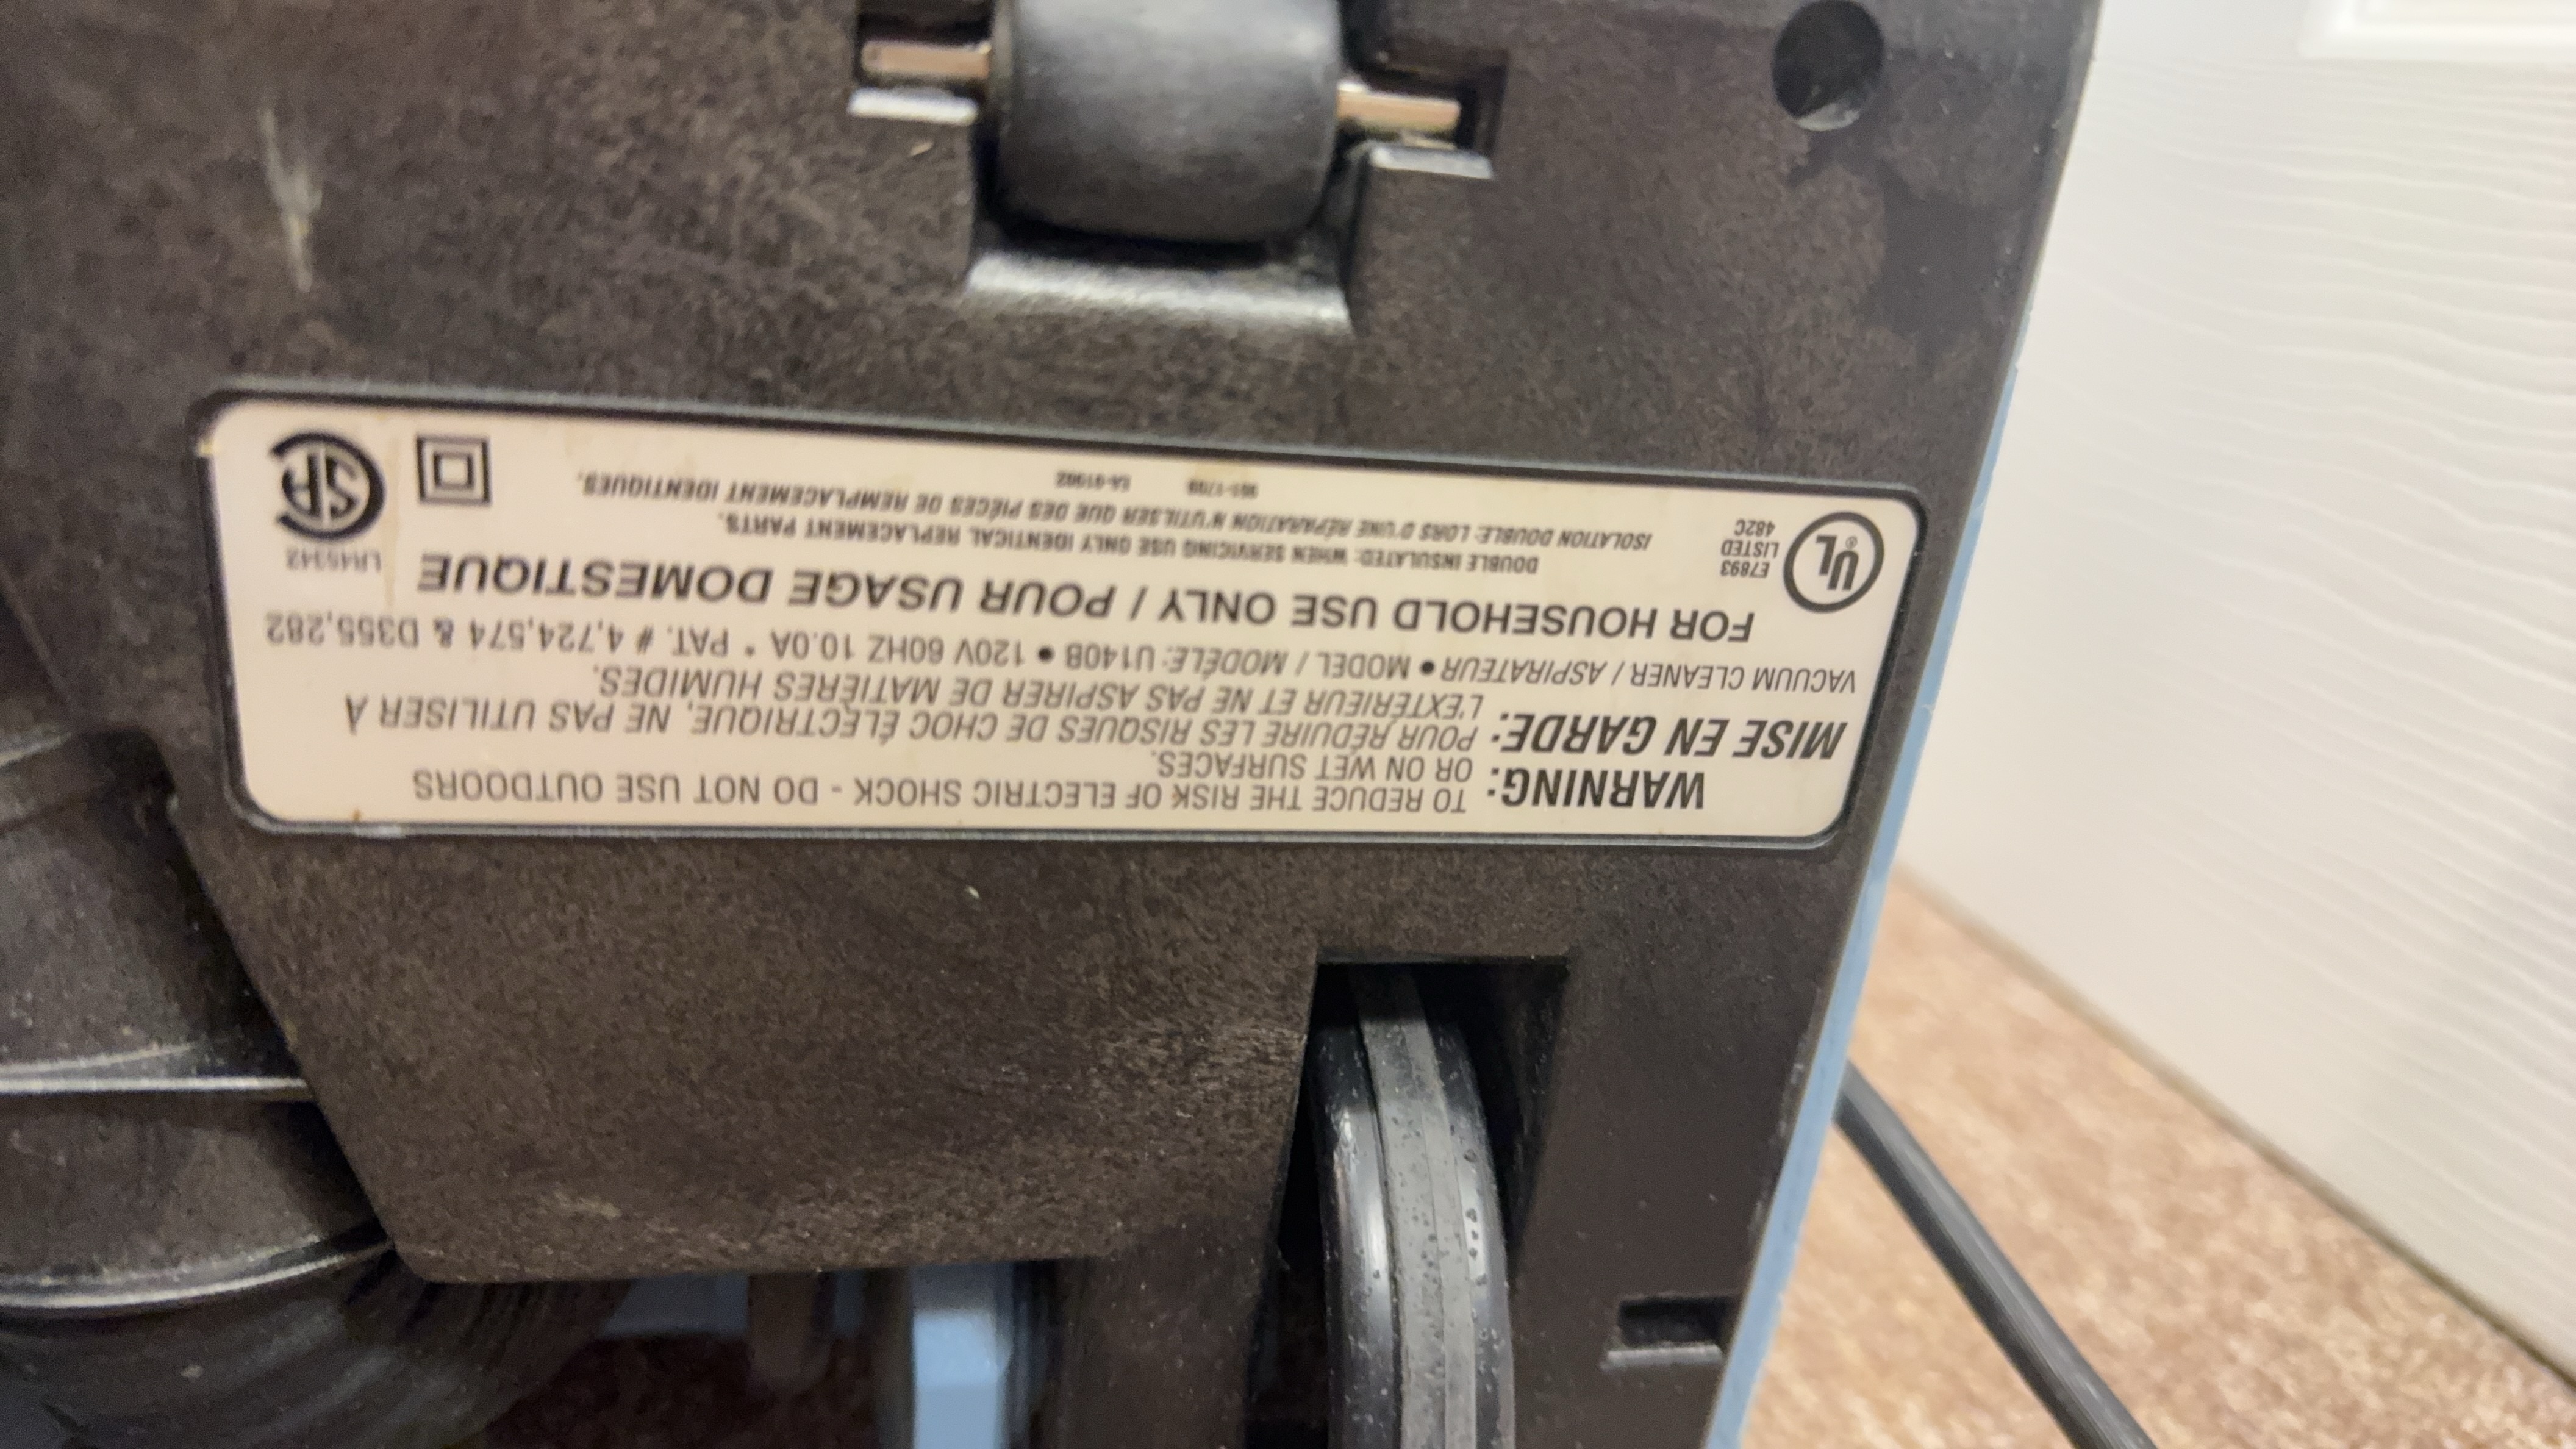 WARNING: TO REDUCE THE RISK OF ELECTRIC SHOCK - DO NOT USE OUTDOORS
OR ON WET SURFACES.
MISE EN GARDE: POUR RÉDUIRE LES RISQUES DE CHOC ÉLECTRIQUE, NE PAS UTILISER À
L'EXTÉRIEUR ET NE PAS ASPIRER DE MATIÈRES HUMIDES.
VACUUM CLEANER / ASPIRATEUR • MODEL / MODÈLE: U140B • 120V 60HZ 10.0A * PAT. # 4,724,574 & D355,282
FOR HOUSEHOLD USE ONLY / POUR USAGE DOMESTIQUE
DOUBLE INSULATED: WHEN SERVICING USE ONLY IDENTICAL REPLACEMENT PARTS.
ISOLATION DOUBLE: LORS D'UNE RÉPARATION N'UTILISER QUE DES PIÈCES DE REMPLACEMENT IDENTIQUES.
UL ®
E7893
LISTED
482C
LR45342
SA